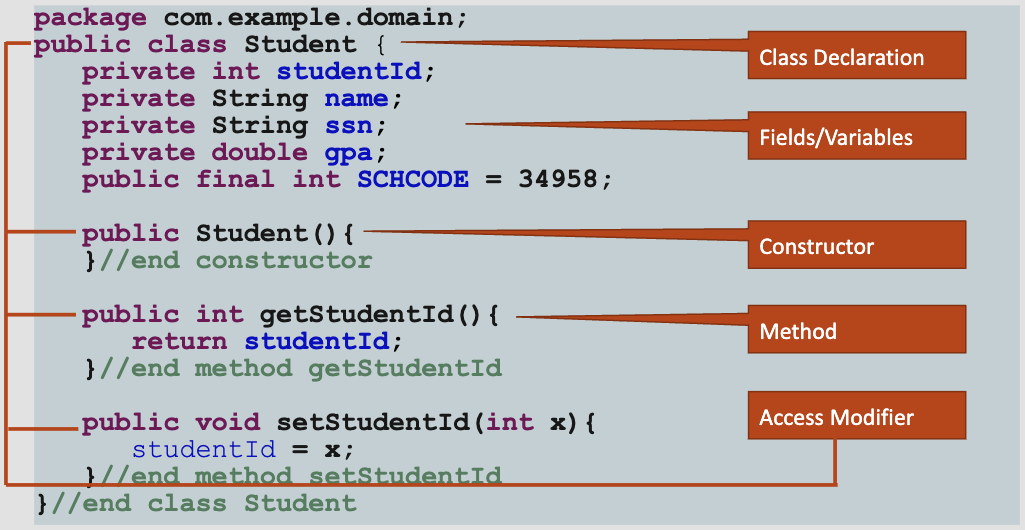 package com.example.domain;
public class Student {
Class Declaration
private int studentId;
private String name;
private String ssn;
Fields/Variables
private double gpa;
public final int SCHCODE = 34958;
public Student(){
Constructor
}//end constructor
public int getStudentId(){
Method
return studentId;
}//end method getStudentId
public void setStudentId(int x){
Access Modifier
studentId = x;
}//end method setStudentId
}//end class Student